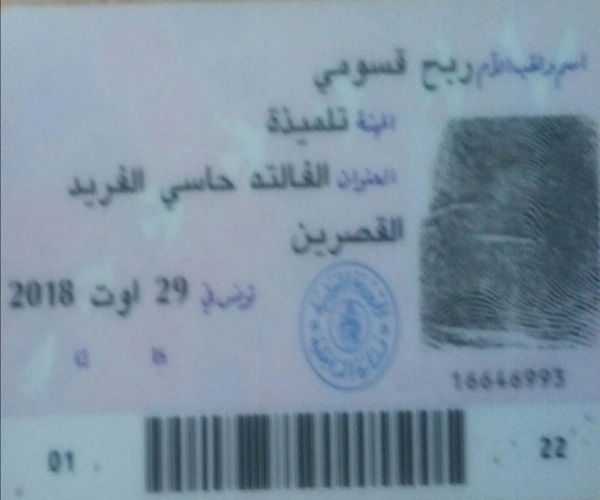 اسم ولقب الأم ربح قسومي
المهنة تلميذة
العنوان الفالته حاسي الفريد
القصرين
تونس في 29 اوت 2018
16646993
01 22